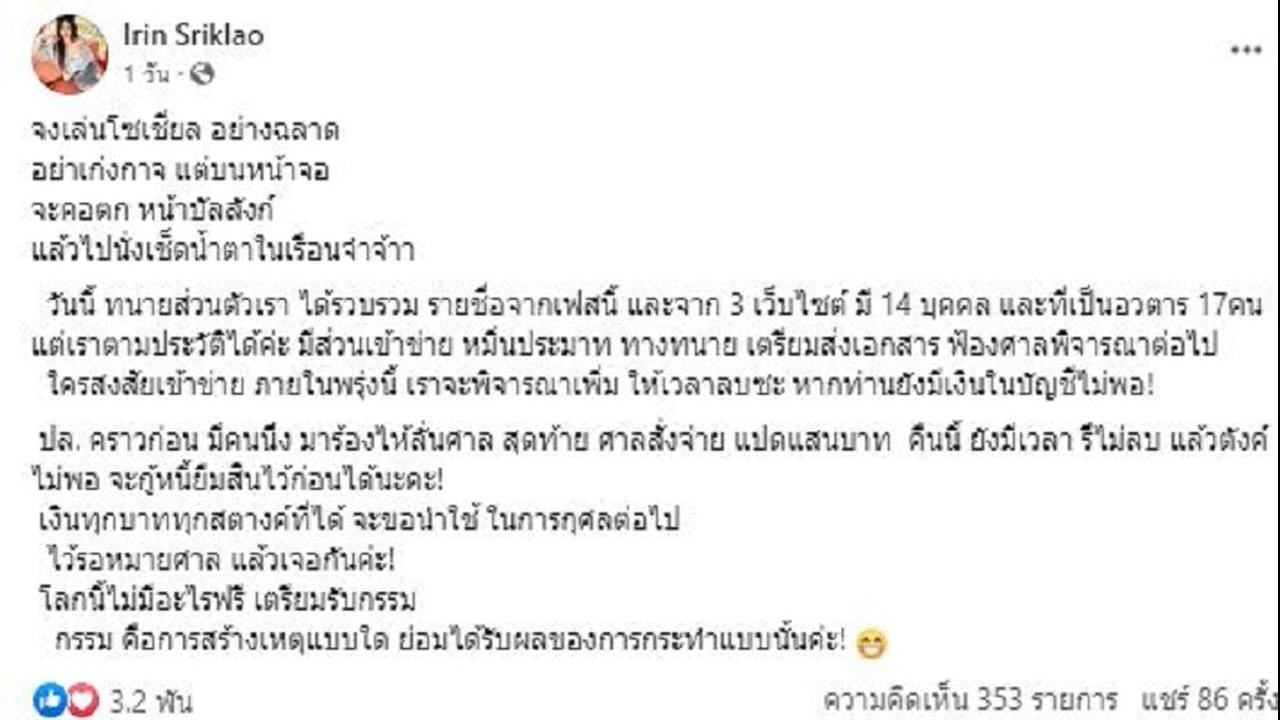 Irin Sriklao
1 วัน ·
จงเล่นโซเชี่ยล อย่างฉลาด
อย่าเก่งกาจ แต่บนหน้าจอ
จะคอตก หน้าบัลลังก์
แล้วไปนั่งเช็ดน้ำตาในเรือนจำจ้าา
วันนี้ ทนายส่วนตัวเรา ได้รวบรวม รายชื่อจากเฟสนี้ และจาก 3 เว็บไซต์ มี 14 บุคคล และที่เป็นอวตาร 17คน
แต่เราตามประวัติได้ค่ะ มีส่วนเข้าข่าย หมิ่นประมาท ทางทนาย เตรียมส่งเอกสาร ฟ้องศาลพิจารณาต่อไป
ใครสงสัยเข้าข่าย ภายในพรุ่งนี้ เราจะพิจารณาเพิ่ม ให้เวลาลบซะ หากท่านยังมีเงินในบัญชีไม่พอ!
ปล. คราวก่อน มีคนนึง มาร้องไห้ลั่นศาล สุดท้าย ศาลสั่งจ่าย แปดแสนบาท คืนนี้ ยังมีเวลา รีไม่ลบ แล้วตังค์
ไม่พอ จะกู้หนี้ยืมสินไว้ก่อนได้นะคะ!
เงินทุกบาททุกสตางค์ที่ได้ จะขอนำใช้ ในการกุศลต่อไป
ไว้รอหมายศาล แล้วเจอกันค่ะ!
โลกนี้ไม่มีอะไรฟรี เตรียมรับกรรม
กรรม คือการสร้างเหตุแบบใด ย่อมได้รับผลของการกระทำแบบนั้นค่ะ! 😁
3.2 พัน
ความคิดเห็น 353 รายการ แชร์ 86 ครั้ง